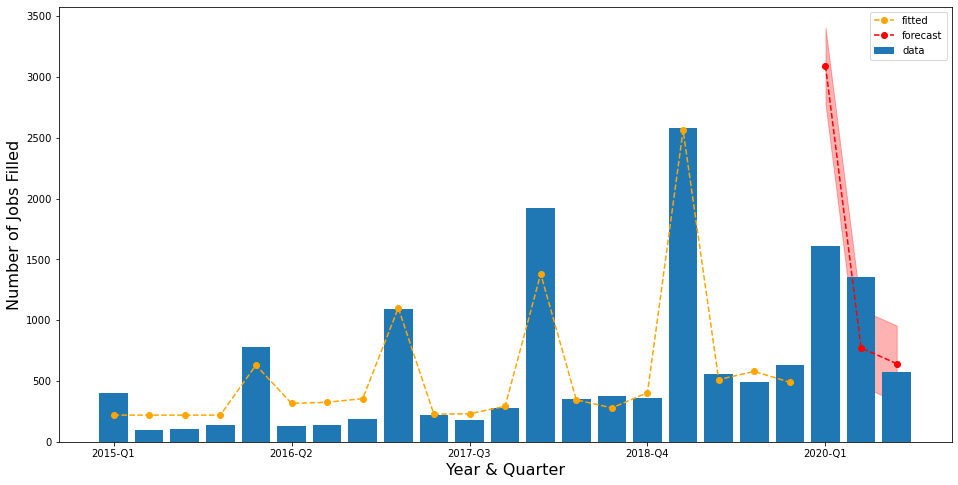 3500
3000
2500
2000
1500
1000
500
0
Number of Jobs Filled
fitted
forecast
data
2015-Q1
2016-Q2
2017-Q3
2018-Q4
2020-Q1
Year & Quarter